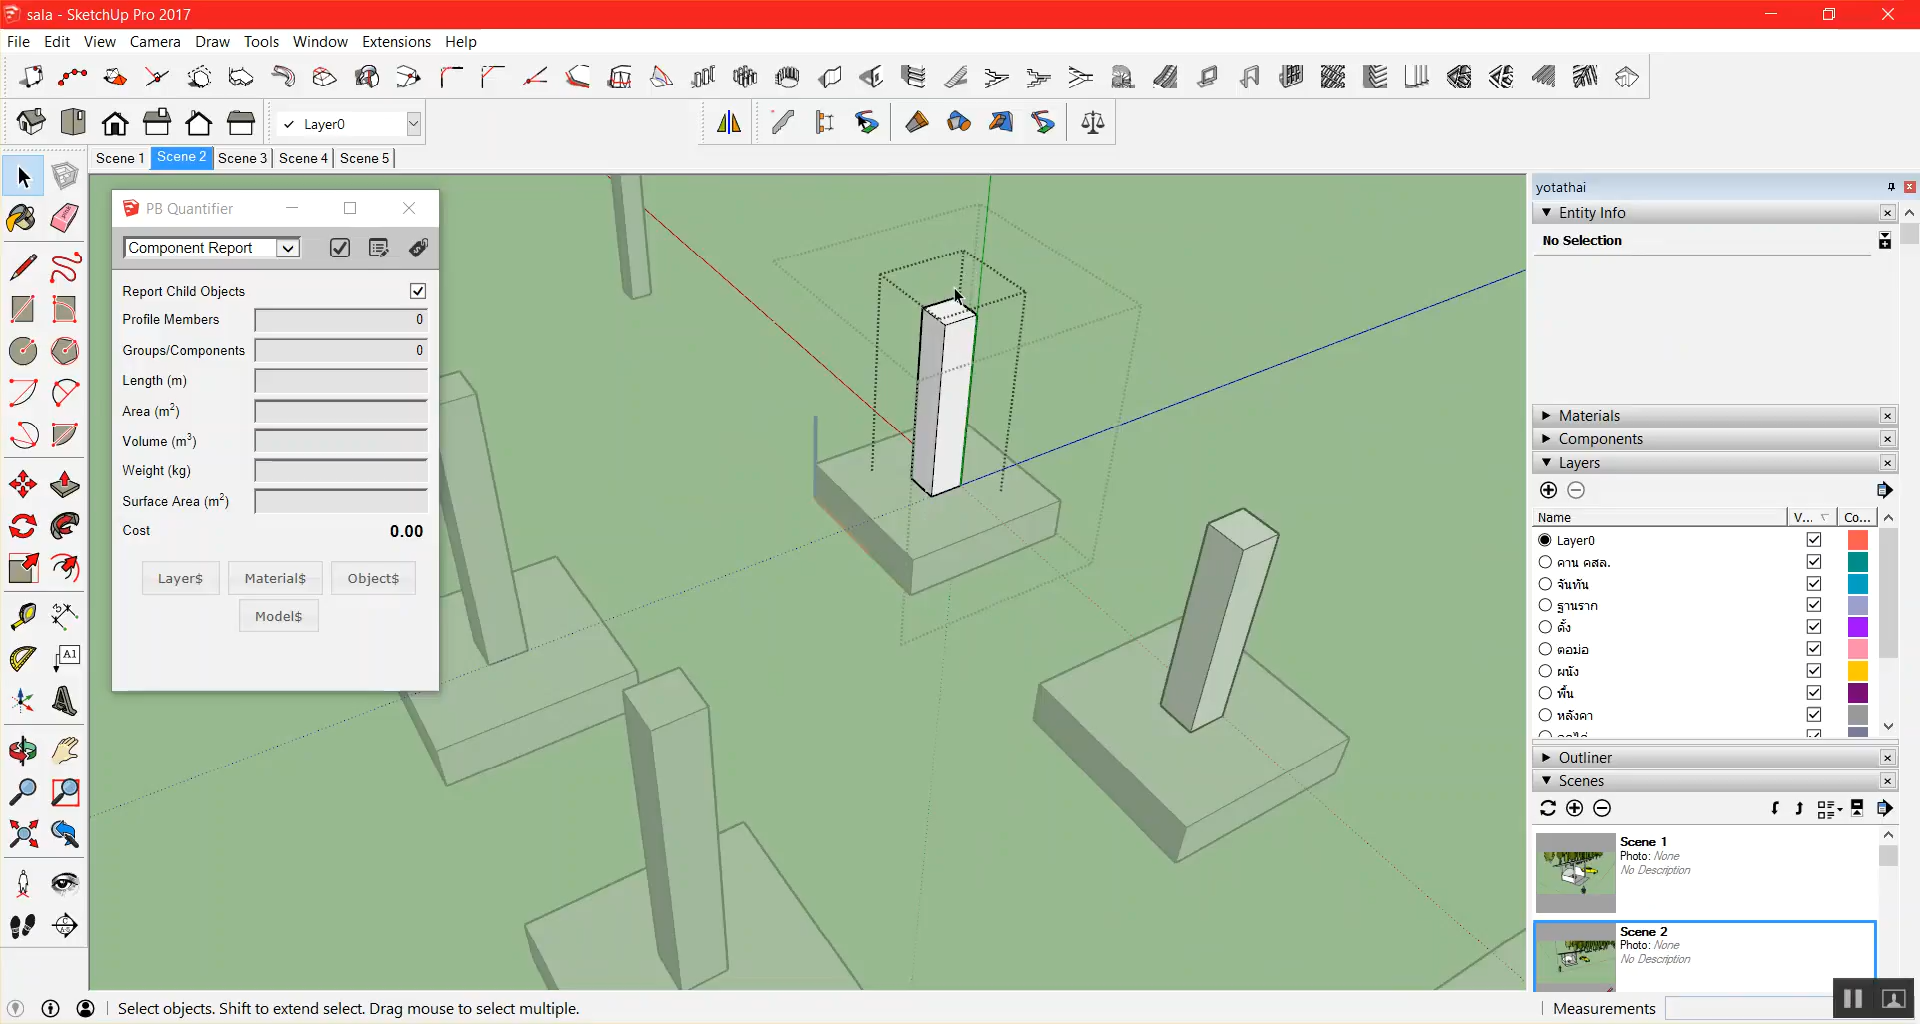 sala - SketchUp Pro 2017
File Edit View Camera Draw Tools Window Extensions Help
Layer0
Scene 1 Scene 2 Scene 3 Scene 4 Scene 5
PB Quantifier
Component Report
Report Child Objects
Profile Members 0
Groups/Components 0
Length (m)
Area (m²)
Volume (m³)
Weight (kg)
Surface Area (m²)
Cost 0.00
Layer$ Material$ Object$
Model$
A1
yotathai
Entity Info
No Selection
Materials
Components
Layers
Name V... Co...
Layer0
คาน คสล.
จันทัน
ฐานราก
ดั้ง
ตอม่อ
ผนัง
พื้น
หลังคา
Outliner
Scenes
Scene 1
Photo: None
No Description
Scene 2
Photo: None
No Description
Select objects. Shift to extend select. Drag mouse to select multiple.
Measurements